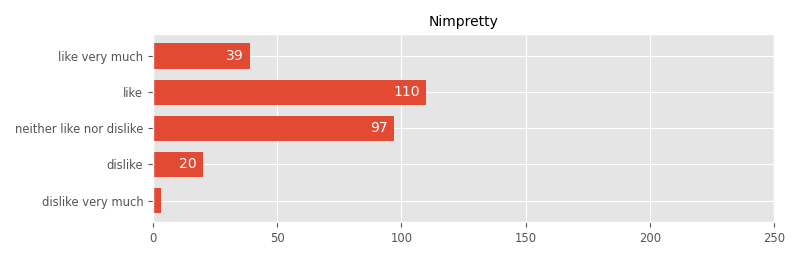 Nimpretty
like very much
39
like
110
neither like nor dislike
97
dislike
20
dislike very much
0 50 100 150 200 250